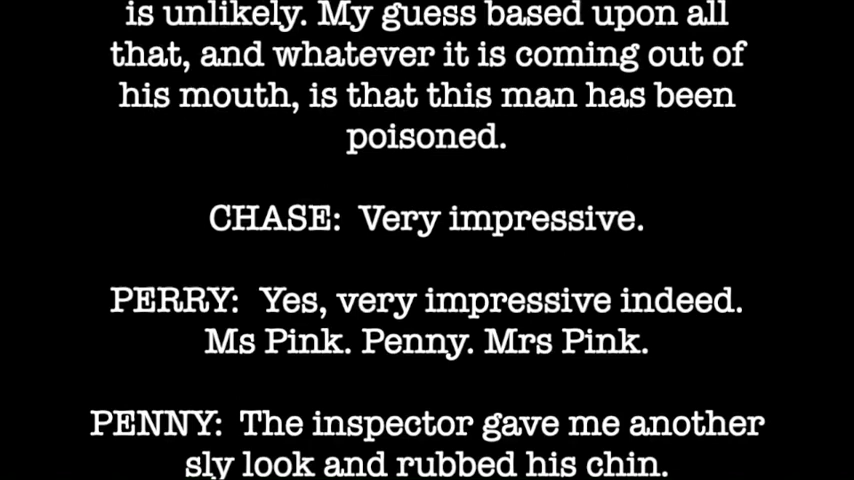 is unlikely. My guess based upon all
that, and whatever it is coming out of
his mouth, is that this man has been
poisoned.
CHASE: Very impressive.
PERRY: Yes, very impressive indeed.
Ms Pink. Penny. Mrs Pink.
PENNY: The inspector gave me another
sly look and rubbed his chin.